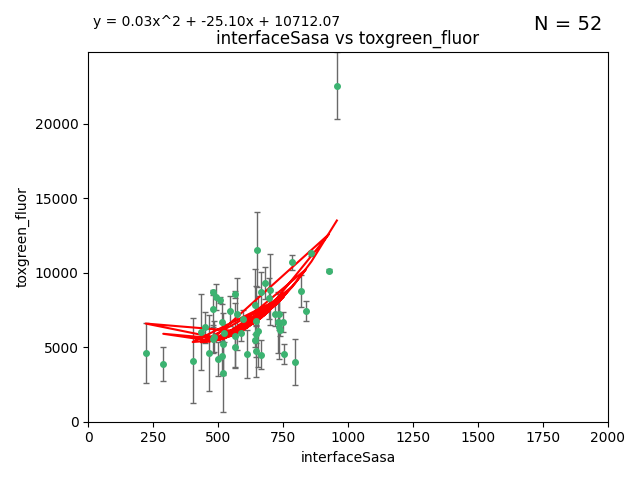 y = 0.03x^2 + -25.10x + 10712.07
N = 52
interfaceSasa vs toxgreen_fluor
toxgreen_fluor
20000
15000
10000
5000
0
0 250 500 750 1000 1250 1500 1750 2000
interfaceSasa